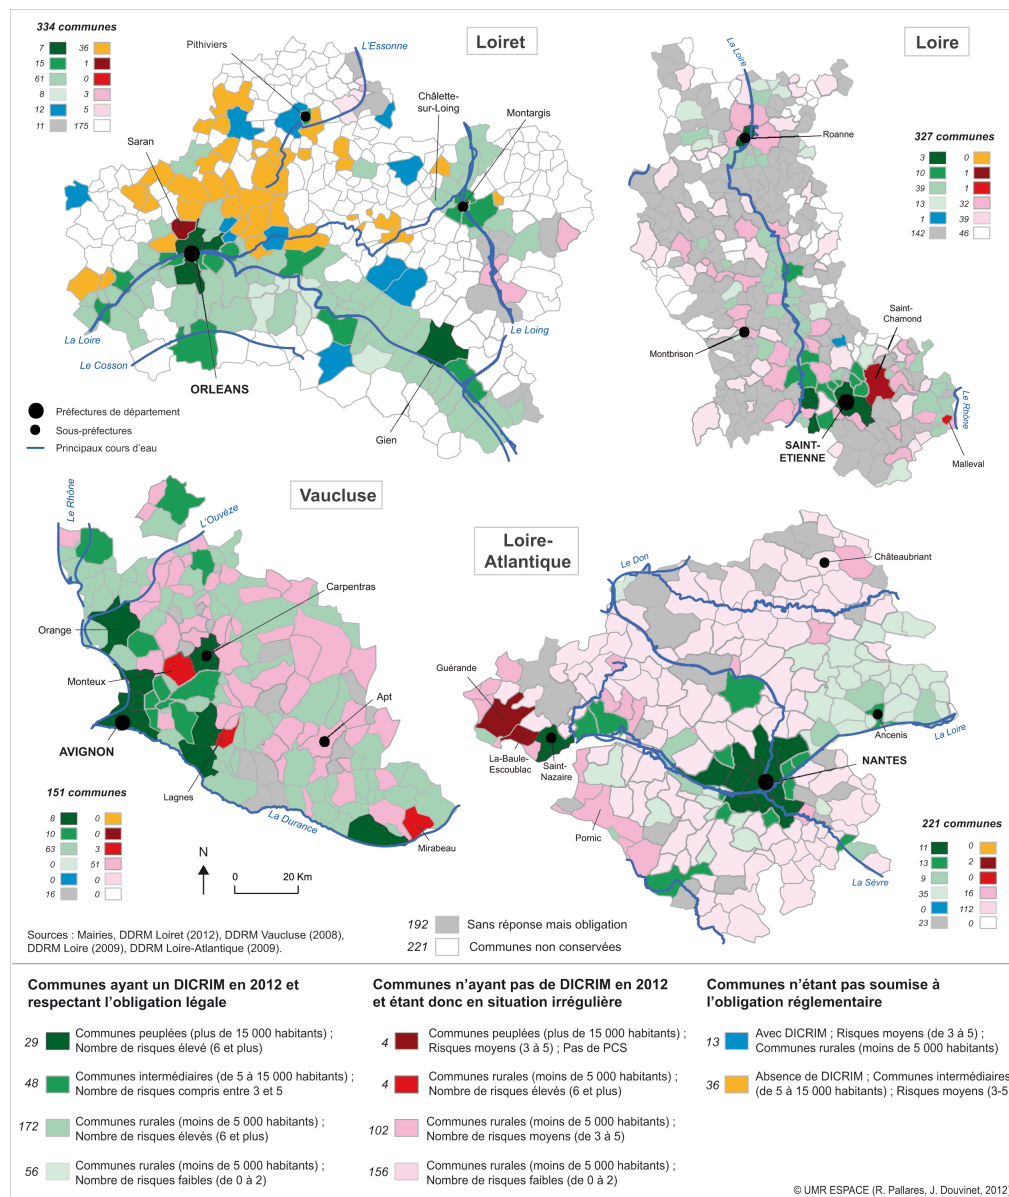 334 communes
7 36
15 1
61 0
8 3
12 5
11 175
Pithiviers
L'Essonne
Loiret
Châlette-
sur-Loing
Montargis
Saran
La Loire
Le Cosson
ORLEANS
Gien
Le Loing
Préfectures de département
Sous-préfectures
Principaux cours d'eau
La Loire
Loire
Roanne
327 communes
3 0
10 1
39 1
13 32
1 39
142 46
Saint-
Chamond
Montbrison
SAINT-
ETIENNE
Le Rhône
Malleval
Le Rhône
L'Ouvèze
Vaucluse
Carpentras
Orange
Monteux
Apt
AVIGNON
Lagnes
La Durance
Mirabeau
151 communes
8 0
10 0
63 3
0 51
0 0
16 0
N
0 20 Km
Loire-
Atlantique
Le Don
Châteaubriant
Guérande
La-Baule-
Escoublac
Saint-
Nazaire
Ancenis
La Loire
NANTES
Pornic
La Sévre
221 communes
11 0
13 2
9 0
35 16
0 112
23 0
Sources : Mairies, DDRM Loiret (2012), DDRM Vaucluse (2008),
DDRM Loire (2009), DDRM Loire-Atlantique (2009).
192 Sans réponse mais obligation
221 Communes non conservées
Communes ayant un DICRIM en 2012 et
respectant l'obligation légale
29 Communes peuplées (plus de 15 000 habitants) ;
Nombre de risques élevé (6 et plus)
48 Communes intermédiaires (de 5 à 15 000 habitants) ;
Nombre de risques compris entre 3 et 5
172 Communes rurales (moins de 5 000 habitants) ;
Nombre de risques élevés (6 et plus)
56 Communes rurales (moins de 5 000 habitants) ;
Nombre de risques faibles (de 0 à 2)
Communes n'ayant pas de DICRIM en 2012
et étant donc en situation irrégulière
4 Communes peuplées (plus de 15 000 habitants) ;
Risques moyens (3 à 5) ; Pas de PCS
4 Communes rurales (moins de 5 000 habitants) ;
Nombre de risques élevés (6 et plus)
102 Communes rurales (moins de 5 000 habitants) ;
Nombre de risques moyens (de 3 à 5)
156 Communes rurales (moins de 5 000 habitants) ;
Nombre de risques faibles (de 0 à 2)
Communes n'étant pas soumise à
l'obligation réglementaire
13 Avec DICRIM ; Risques moyens (de 3 à 5) ;
Communes rurales (moins de 5 000 habitants)
36 Absence de DICRIM ; Communes intermédiaires
(de 5 à 15 000 habitants) ; Risques moyens (3-5
© UMR ESPACE (R. Pallares, J. Douvinet, 2012)